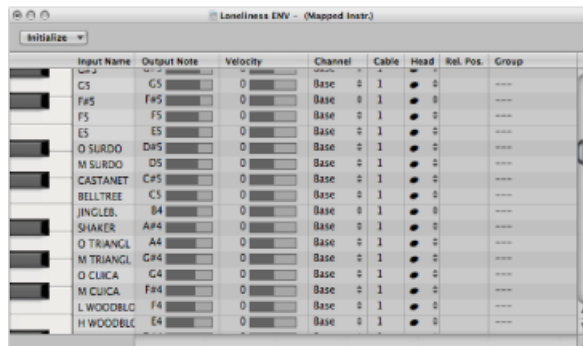 Loneliness ENV - (Mapped Instr.)
Initialize
Input Name Output Note Velocity Channel Cable Head Rel. Pos. Group
G5 G5 0 Base 1 ---
F#5 F#5 0 Base 1 ---
F5 F5 0 Base 1 ---
E5 E5 0 Base 1 ---
O SURDO D#5 0 Base 1 ---
M SURDO D5 0 Base 1 ---
CASTANET C#5 0 Base 1 ---
BELLTREE C5 0 Base 1 ---
JINGLEB. B4 0 Base 1 ---
SHAKER A#4 0 Base 1 ---
O TRIANGL A4 0 Base 1 ---
M TRIANGL G#4 0 Base 1 ---
O CUICA G4 0 Base 1 ---
M CUICA F#4 0 Base 1 ---
L WOODBLO F4 0 Base 1 ---
H WOODBLC E4 0 Base 1 ---